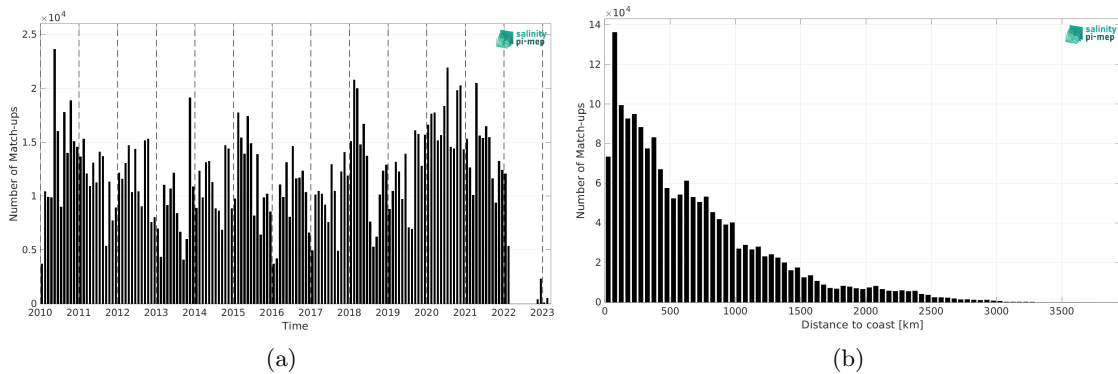 ×10⁴
2.5
2
1.5
1
0.5
0
Number of Match-ups
2010 2011 2012 2013 2014 2015 2016 2017 2018 2019 2020 2021 2022 2023
Time
salinity
pi-mep
(a)
×10⁴
14
12
10
8
6
4
2
0
Number of Match-ups
0 500 1000 1500 2000 2500 3000 3500
Distance to coast [km]
salinity
pi-mep
(b)